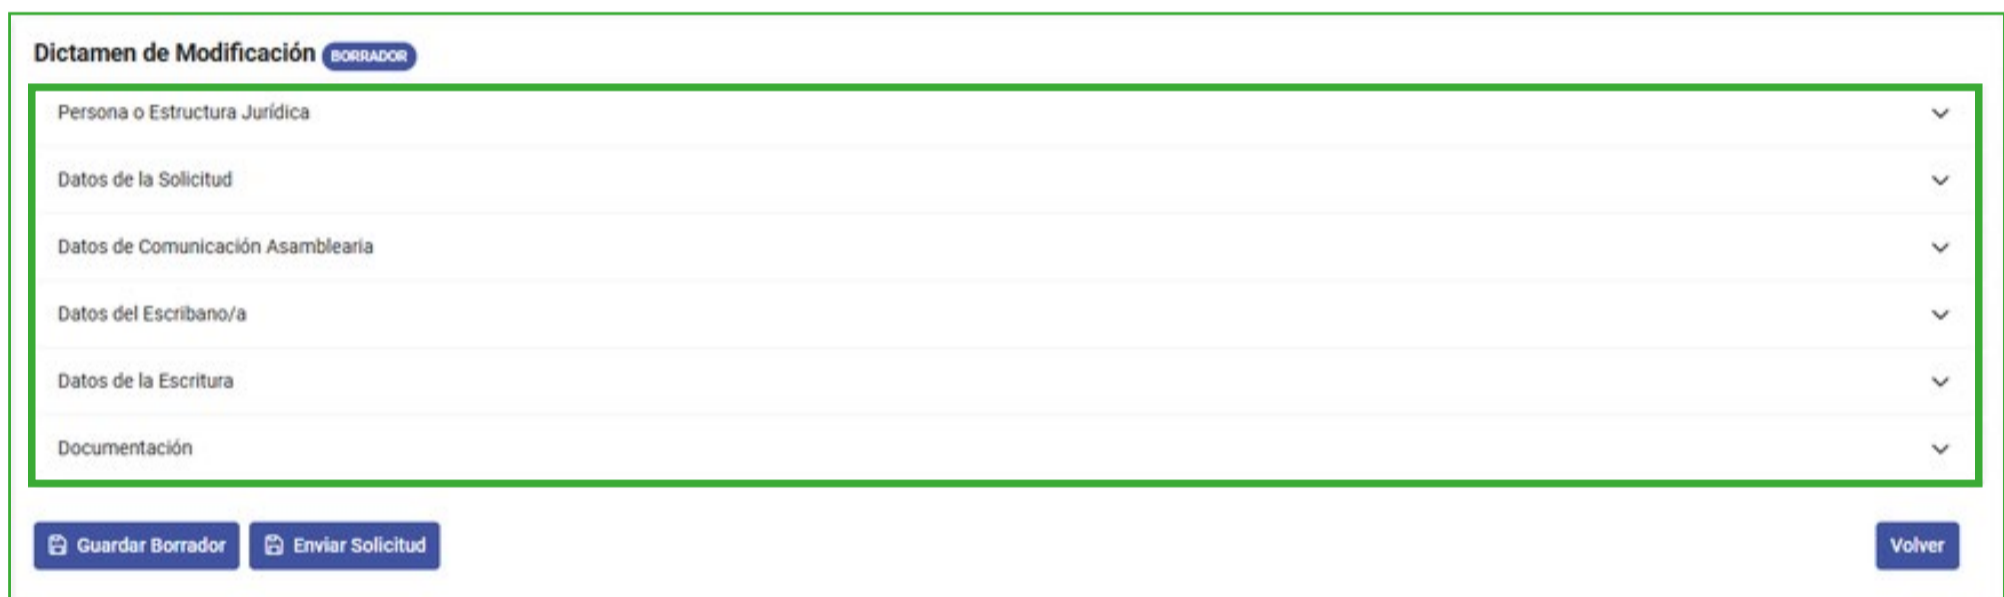 Dictamen de Modificación BORRADOR
Persona o Estructura Jurídica
Datos de la Solicitud
Datos de Comunicación Asamblearia
Datos del Escribano/a
Datos de la Escritura
Documentación
Guardar Borrador Enviar Solicitud Volver